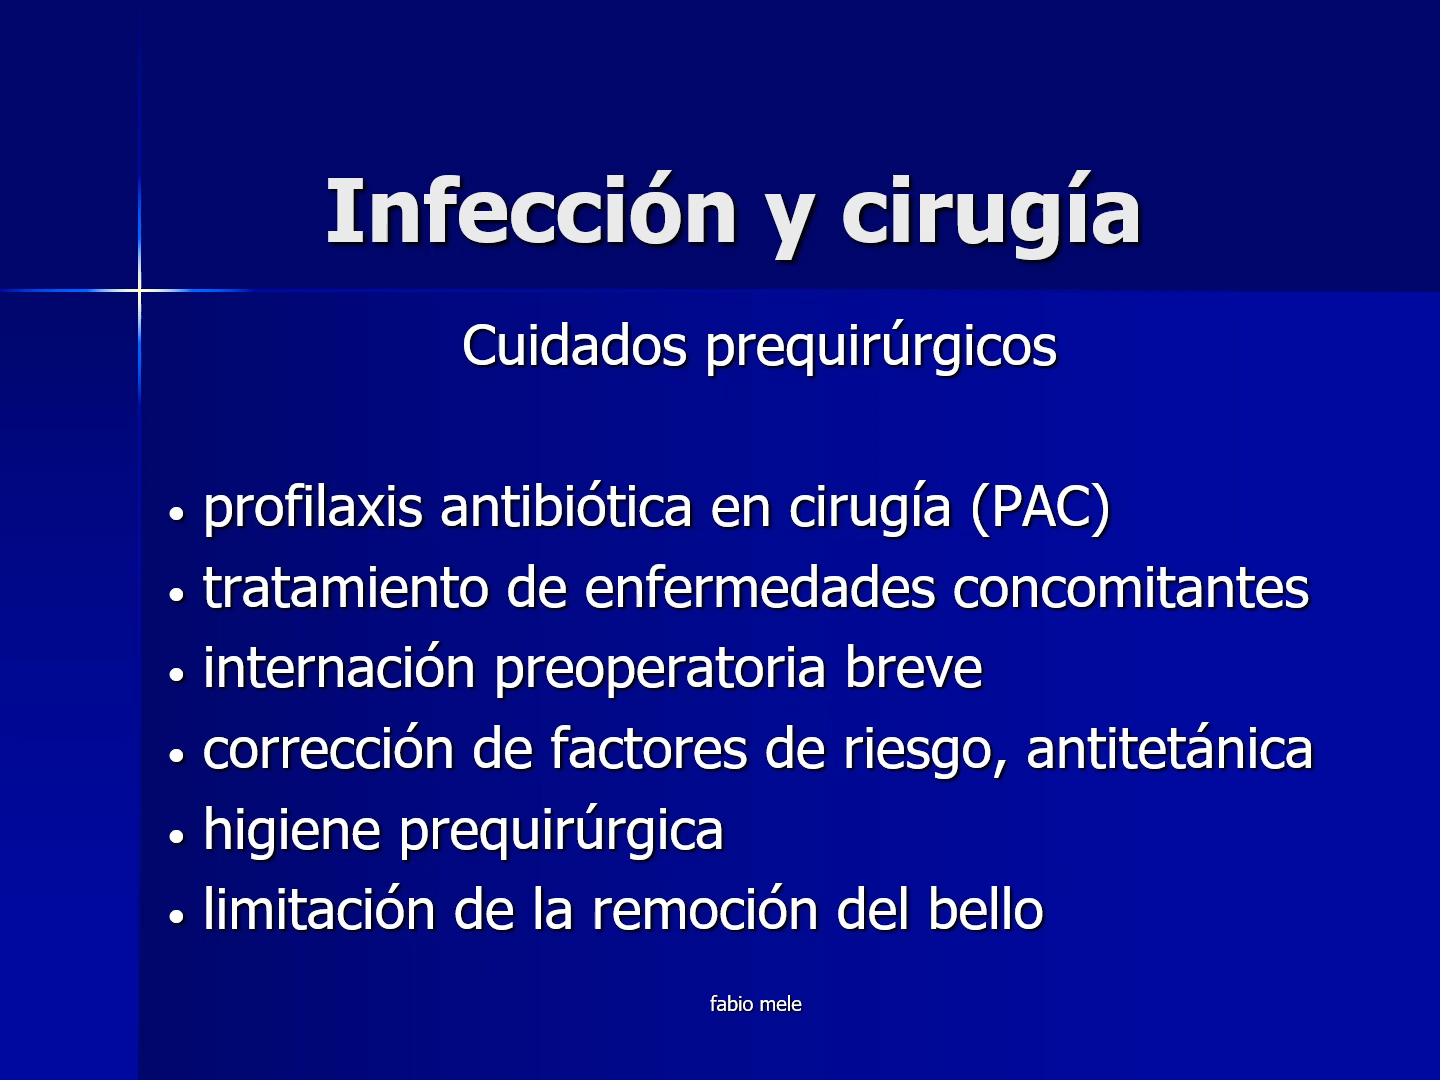 Infección y cirugía
Cuidados prequirúrgicos
• profilaxis antibiótica en cirugía (PAC)
• tratamiento de enfermedades concomitantes
• internación preoperatoria breve
• corrección de factores de riesgo, antitetánica
• higiene prequirúrgica
• limitación de la remoción del bello
fabio mele